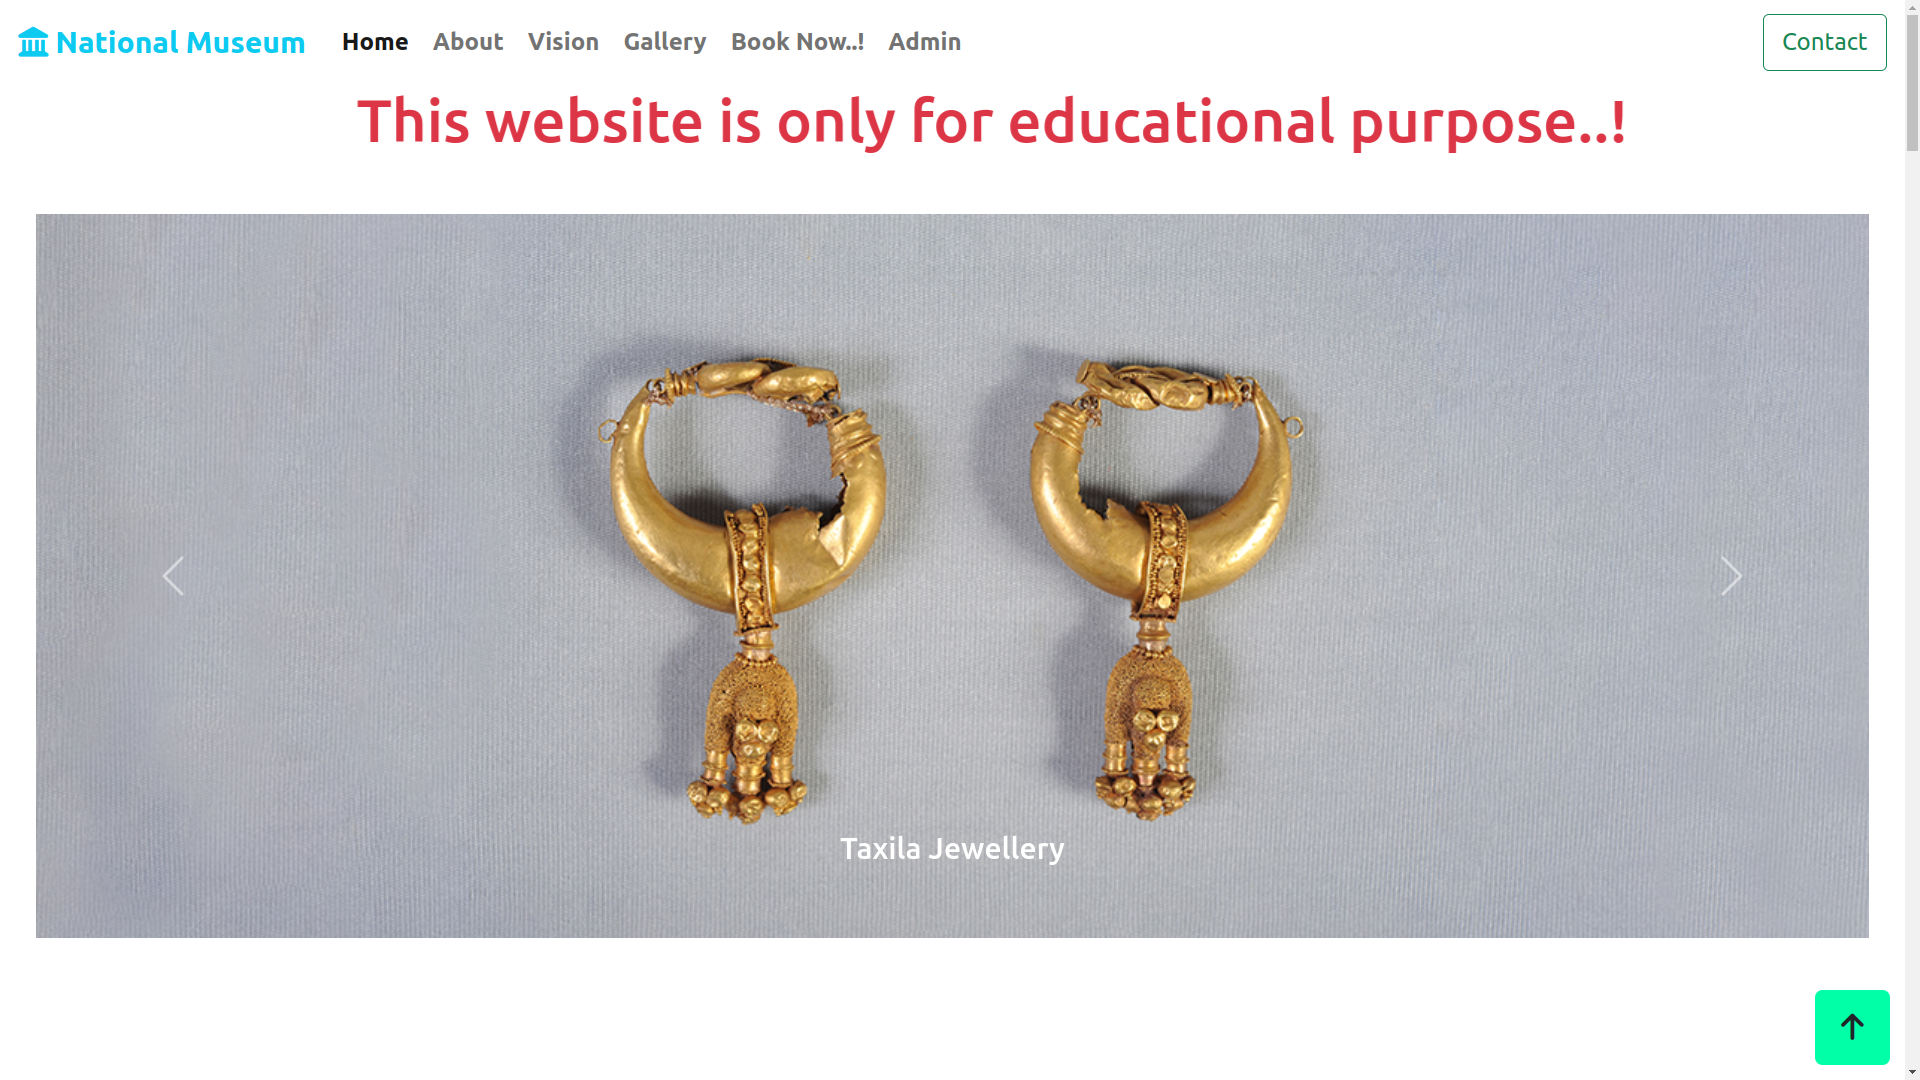 National Museum Home About Vision Gallery Book Now..! Admin Contact
This website is only for educational purpose..!
Taxila Jewellery